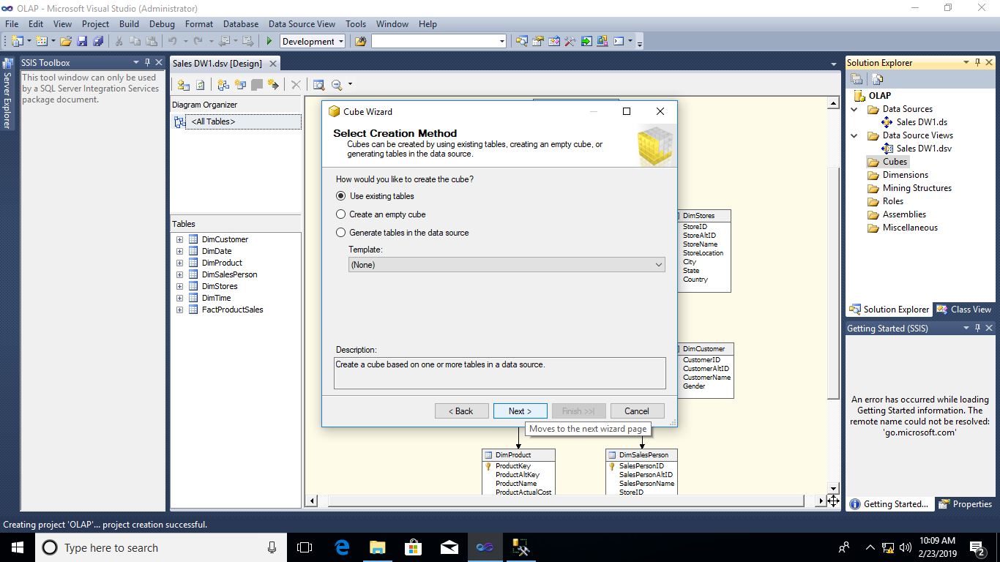 OLAP - Microsoft Visual Studio (Administrator)
File Edit View Project Build Debug Format Database Data Source View Tools Window Help
Development
Server Explorer
SSIS Toolbox
This tool window can only be used
by a SQL Server Integration Services
package document.
Sales DW1.dsv [Design]
Diagram Organizer
<All Tables>
Tables
DimCustomer
DimDate
DimProduct
DimSalesPerson
DimStores
DimTime
FactProductSales
Cube Wizard
Select Creation Method
Cubes can be created by using existing tables, creating an empty cube, or
generating tables in the data source.
How would you like to create the cube?
Use existing tables
Create an empty cube
Generate tables in the data source
Template:
(None)
Description:
Create a cube based on one or more tables in a data source.
< Back Next > Finish >>| Cancel
Moves to the next wizard page
DimStores
StoreID
StoreAltID
StoreName
StoreLocation
City
State
Country
DimCustomer
CustomerID
CustomerAltID
CustomerName
Gender
DimProduct
ProductKey
ProductAltKey
ProductName
ProductActualCost
DimSalesPerson
SalesPersonID
SalesPersonAltID
SalesPersonName
StoreID
Solution Explorer
OLAP
Data Sources
Sales DW1.ds
Data Source Views
Sales DW1.dsv
Cubes
Dimensions
Mining Structures
Roles
Assemblies
Miscellaneous
Solution Explorer Class View
Getting Started (SSIS)
An error has occurred while loading
Getting Started information. The
remote name could not be resolved:
'go.microsoft.com'
Getting Started... Properties
Creating project 'OLAP'... project creation successful.
Type here to search
10:09 AM
2/23/2019
2